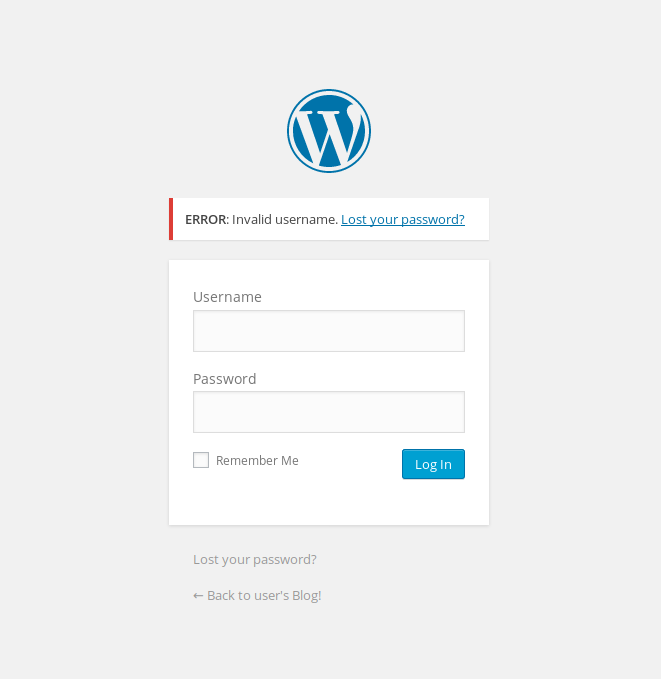 ERROR: Invalid username. Lost your password?
Username
Password
Remember Me
Log In
Lost your password?
← Back to user's Blog!